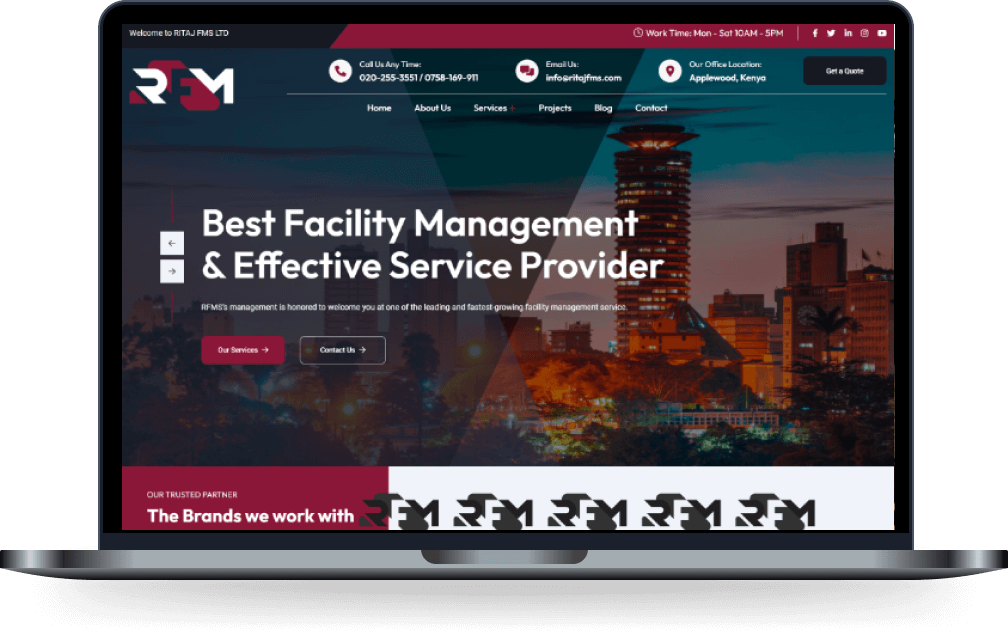 Welcome to RITAJ FMS LTD
Work Time: Mon - Sat 10AM - 5PM
RFM
Call Us Any Time:
020-255-3551 / 0758-169-911
Email Us:
info@ritajfms.com
Our Office Location:
Applewood, Kenya
Get a Quote
Home About Us Services + Projects Blog Contact
Best Facility Management
& Effective Service Provider
RFMS's management is honored to welcome you at one of the leading and fastest-growing facility management service.
Our Services →
Contact Us →
OUR TRUSTED PARTNER
The Brands we work with
RFM RFM RFM RFM RFM